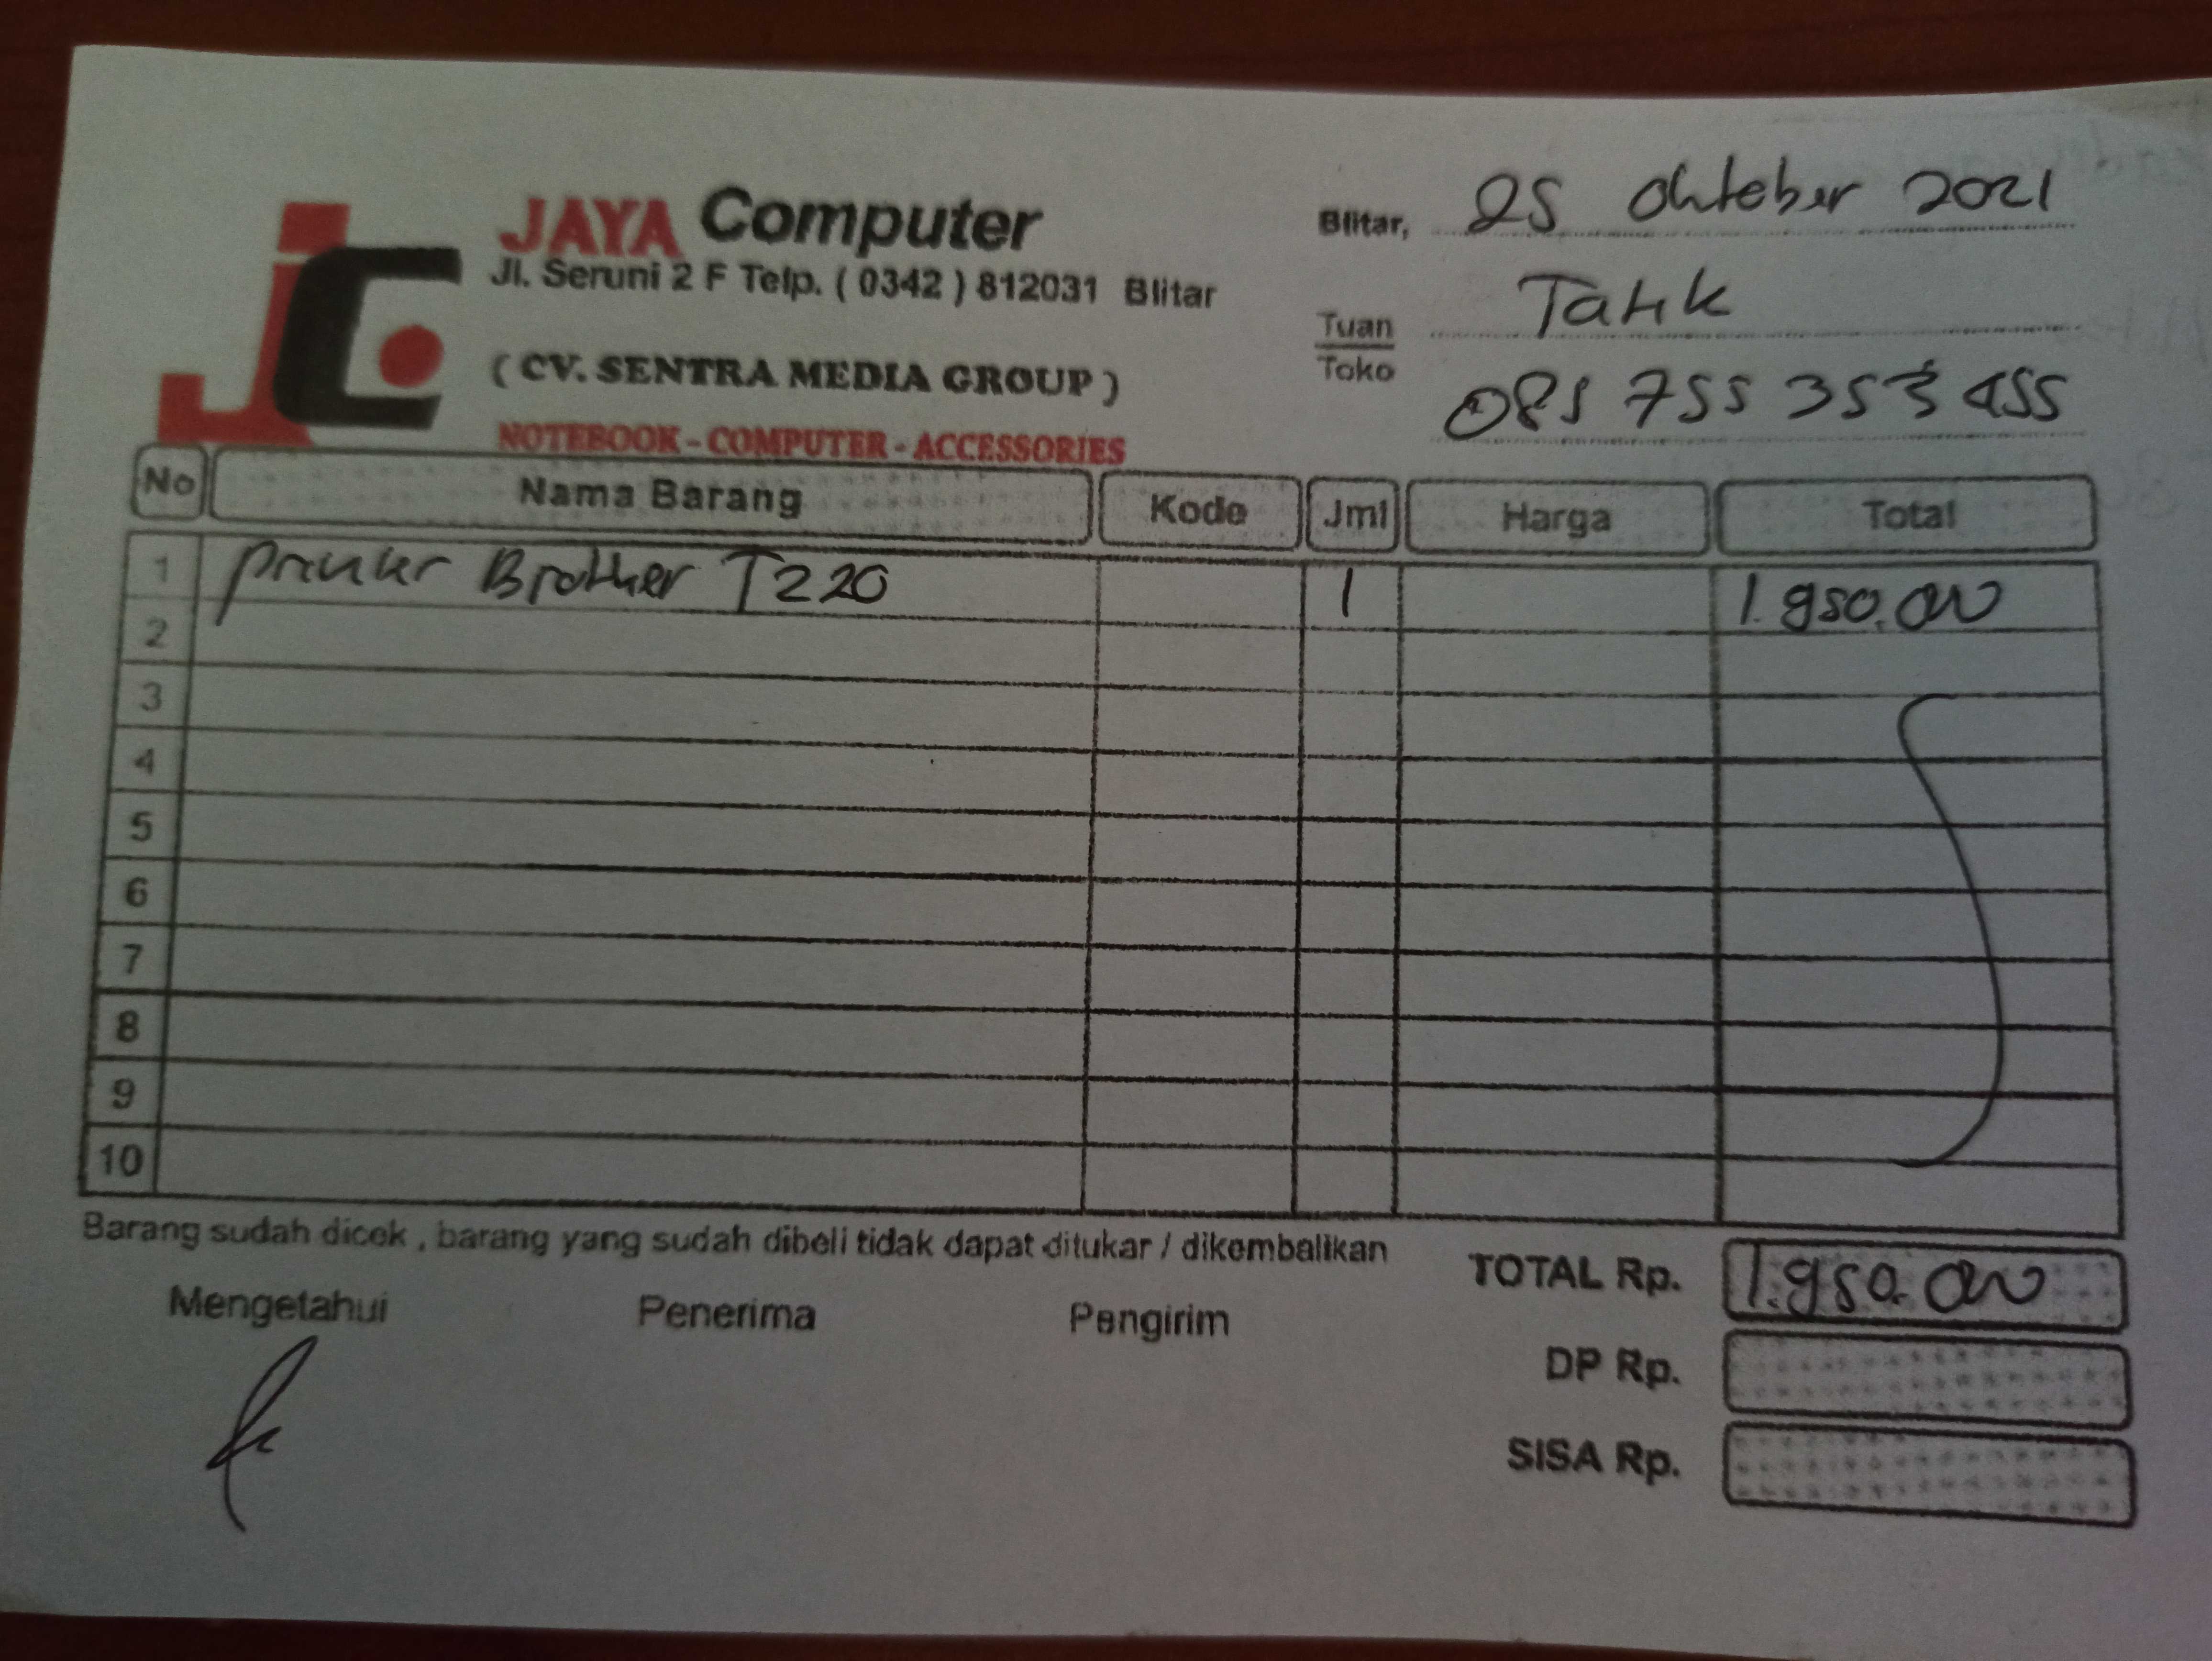 JAYA Computer
Jl. Seruni 2 F Telp. ( 0342 ) 812031 Blitar
( CV. SENTRA MEDIA GROUP )
NOTEBOOK - COMPUTER - ACCESSORIES
Blitar, 25 Oktober 2021
Tuan Tatik
Toko 085 755 353 455
No Nama Barang Kode Jml Harga Total
1 Printer Brother T220 1 1.950.000
2
3
4
5
6
7
8
9
10
Barang sudah dicek , barang yang sudah dibeli tidak dapat ditukar / dikembalikan
TOTAL Rp. 1.950.000
Mengetahui Penerima Pengirim
DP Rp.
SISA Rp.